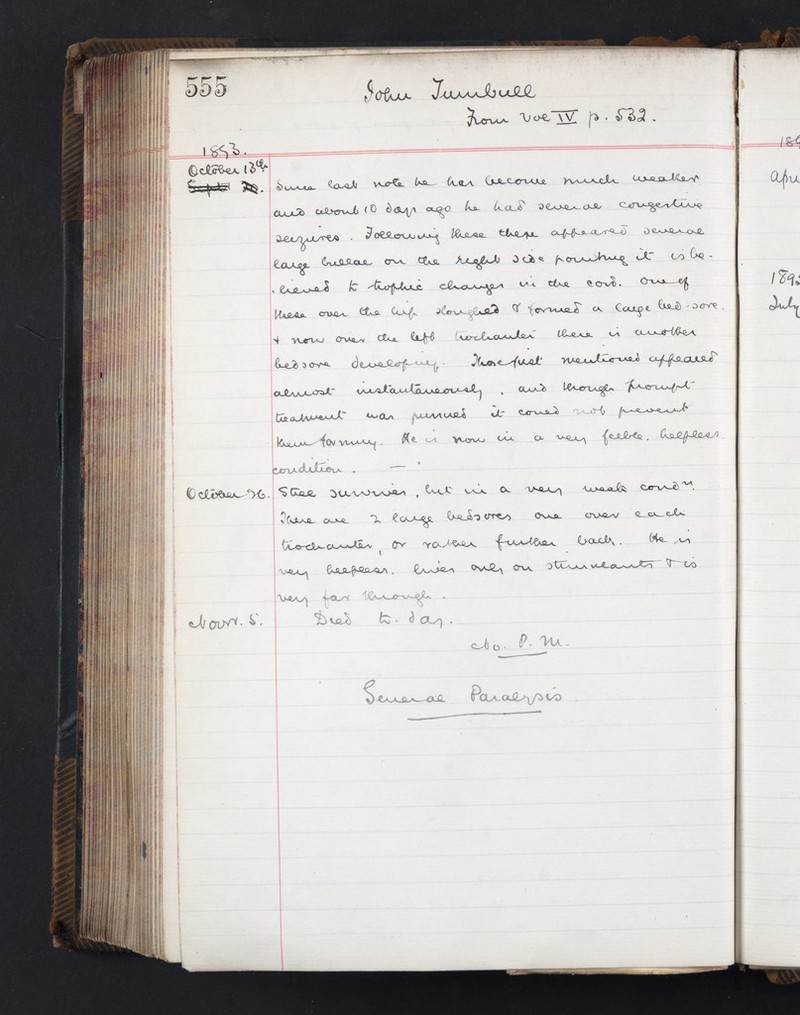 555
John Turnbull
From Vol IV p. 532.
1893.
October 13th
Sept 20.
Since last note he has become much weaker
and about 10 days ago he had several congestive
seizures. Following these there appeared several
large bullae on the right side pointing it is be-
lieved to trophic changes in the cord. One of
these over the hip sloughed & formed a large bed-sore.
& now over the left trochanter there is another
bedsore developing. Those just mentioned appeared
almost instantaneously, and though prompt
treatment was pursued it could not prevent
them forming. He is now in a very feeble, helpless
condition. —
October 26. Still survives, but in a very weak condn.
There are 2 large bedsores one over each
trochanter, or rather further back. He is
very helpless. Lives only on stimulants & is
very far through.
Novr. 5. Died to-day.
No. P.M.
General Paralysis
189
Apri
1893
July